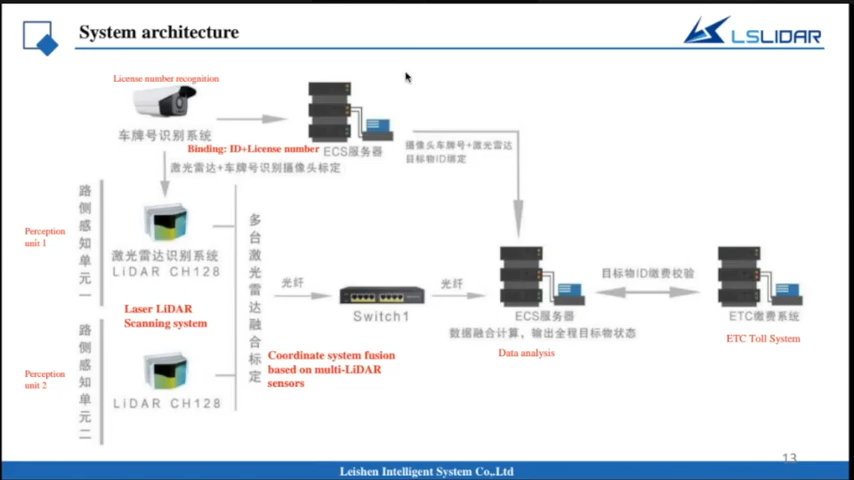 System architecture
LSLIDAR
License number recognition
车牌号识别系统
Binding: ID+License number
ECS服务器
激光雷达+车牌号识别摄像头标定
摄像头车牌号+激光雷达
目标物ID绑定
路侧感知单元一
Perception
unit 1
激光雷达识别系统
LiDAR CH128
Laser LiDAR
Scanning system
多台激光雷达融合标定
光纤
Switch1
光纤
ECS服务器
数据融合计算，输出全程目标物状态
Data analysis
目标物ID缴费校验
ETC缴费系统
ETC Toll System
Coordinate system fusion
based on multi-LiDAR
sensors
路侧感知单元二
Perception
unit 2
LiDAR CH128
13
Leishen Intelligent System Co,.Ltd